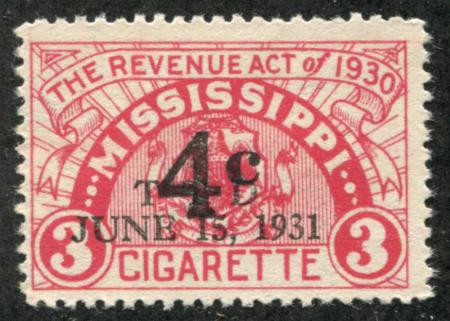 THE REVENUE ACT of 1930
MISSISSIPPI
4c
JUNE 15, 1931
3 CIGARETTE 3